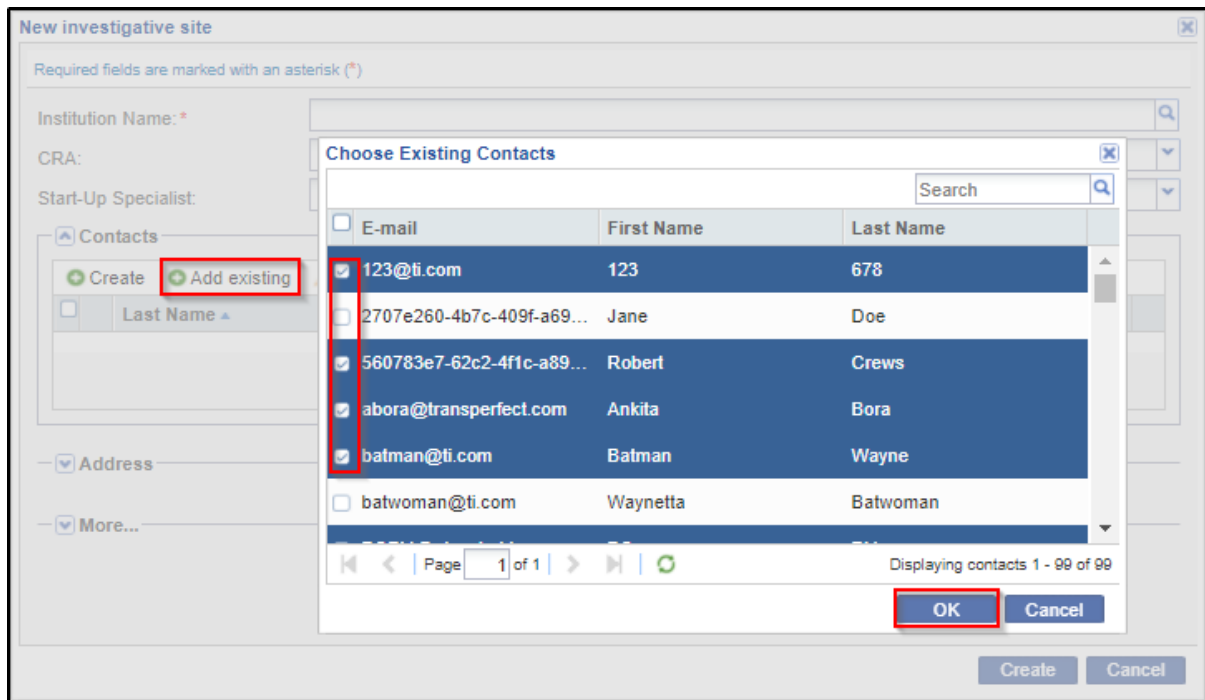 New investigative site
Required fields are marked with an asterisk (*)
Institution Name:*
CRA:
Start-Up Specialist:
Contacts
Create Add existing
Last Name
Address
More...
Choose Existing Contacts
Search
E-mail First Name Last Name
123@ti.com 123 678
2707e260-4b7c-409f-a69... Jane Doe
560783e7-62c2-4f1c-a89... Robert Crews
abora@transperfect.com Ankita Bora
batman@ti.com Batman Wayne
batwoman@ti.com Waynetta Batwoman
Page 1 of 1 Displaying contacts 1 - 99 of 99
OK Cancel
Create Cancel